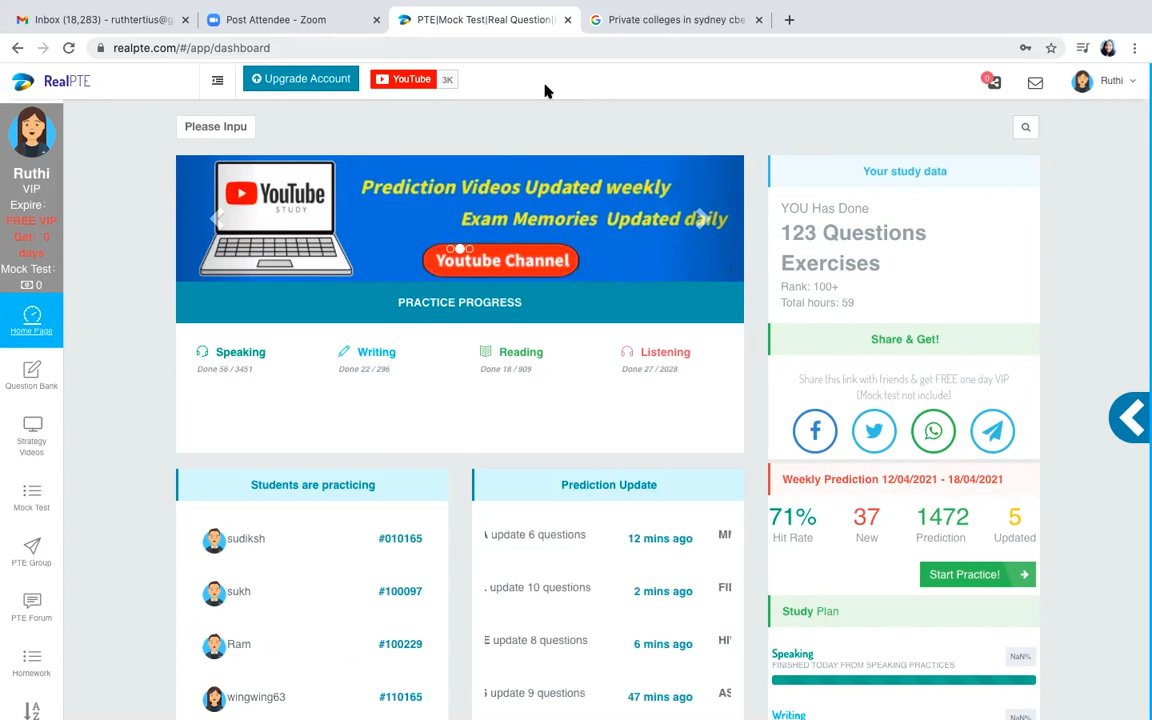 Inbox (18,283) - ruthtertius@g
Post Attendee - Zoom
PTE|Mock Test|Real Question|
Private colleges in sydney cbe
realpte.com/#/app/dashboard
RealPTE
Upgrade Account
YouTube
3K
0
Ruthi
Please Inpu
Ruthi
VIP
Expire:
FREE VIP
Get: 0
days
Mock Test:
0
Home Page
Question Bank
Strategy
Videos
Mock Test
PTE Group
PTE Forum
Homework
A
Z
YouTube
STUDY
Prediction Videos Updated weekly
Exam Memories Updated daily
Youtube Channel
PRACTICE PROGRESS
Speaking
Done 56 / 3451
Writing
Done 22 / 296
Reading
Done 18 / 909
Listening
Done 27 / 2028
Students are practicing
sudiksh #010165
sukh #100097
Ram #100229
wingwing63 #110165
Prediction Update
update 6 questions 12 mins ago
update 10 questions 2 mins ago FII
E update 8 questions 6 mins ago
update 9 questions 47 mins ago AS
Your study data
YOU Has Done
123 Questions
Exercises
Rank: 100+
Total hours: 59
Share & Get!
Share this link with friends & get FREE one day VIP
(Mock test not include)
Weekly Prediction 12/04/2021 - 18/04/2021
71% 37 1472 5
Hit Rate New Prediction Updated
Start Practice!
Study Plan
Speaking
NaN%
FINISHED TODAY FROM SPEAKING PRACTICES
Writing
NaN%